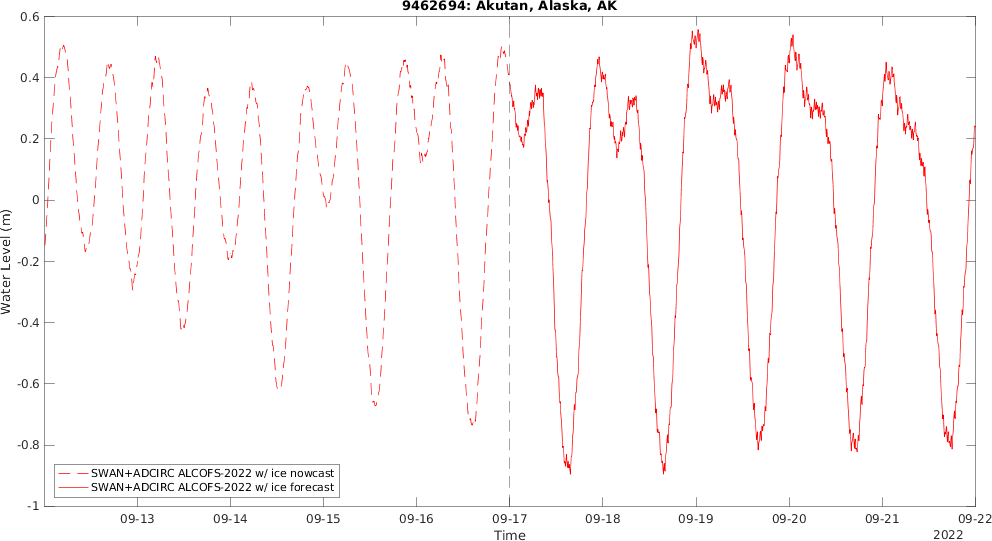 9462694: Akutan, Alaska, AK
Water Level (m)
0.6
0.4
0.2
0
-0.2
-0.4
-0.6
-0.8
-1
SWAN+ADCIRC ALCOFS-2022 w/ ice nowcast
SWAN+ADCIRC ALCOFS-2022 w/ ice forecast
09-13 09-14 09-15 09-16 09-17 09-18 09-19 09-20 09-21 09-22
Time
2022